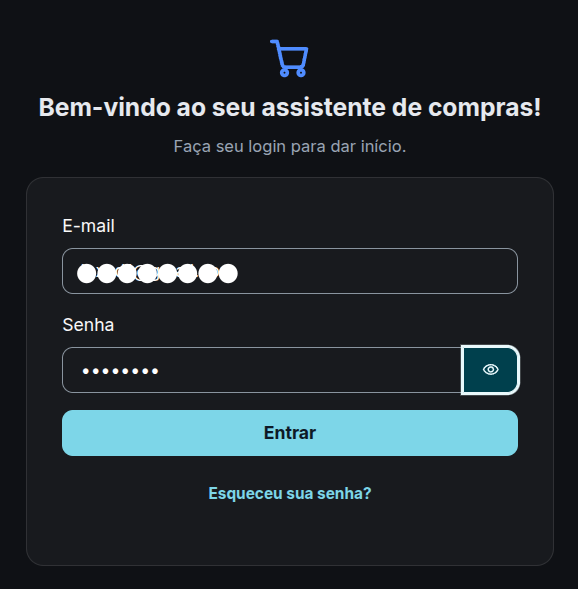 Bem-vindo ao seu assistente de compras!
Faça seu login para dar início.
E-mail
Senha
••••••••
Entrar
Esqueceu sua senha?